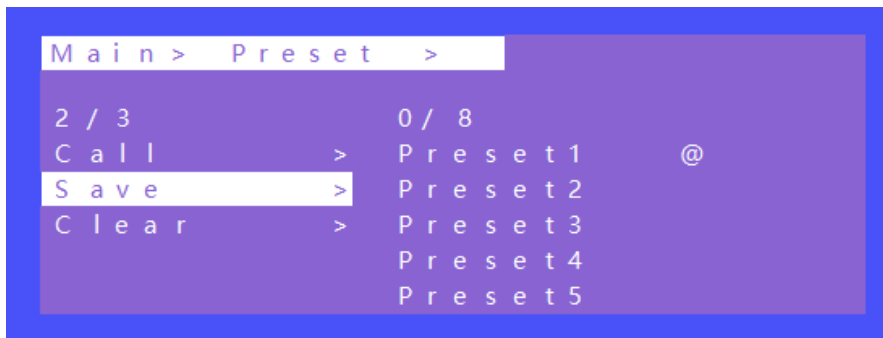 Main> Preset >
2/3 0/ 8
Call > Preset1 @
Save > Preset2
Clear > Preset3
Preset4
Preset5